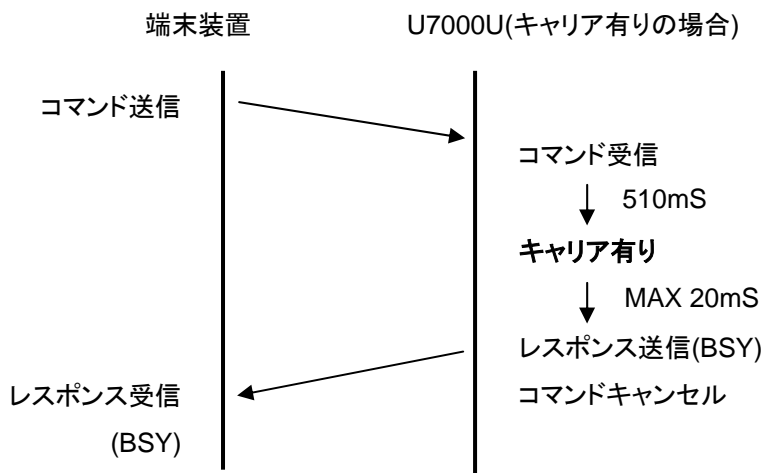 端末装置
U7000U(キャリア有りの場合)
コマンド送信
コマンド受信
510mS
キャリア有り
MAX 20mS
レスポンス送信(BSY)
レスポンス受信
コマンドキャンセル
(BSY)